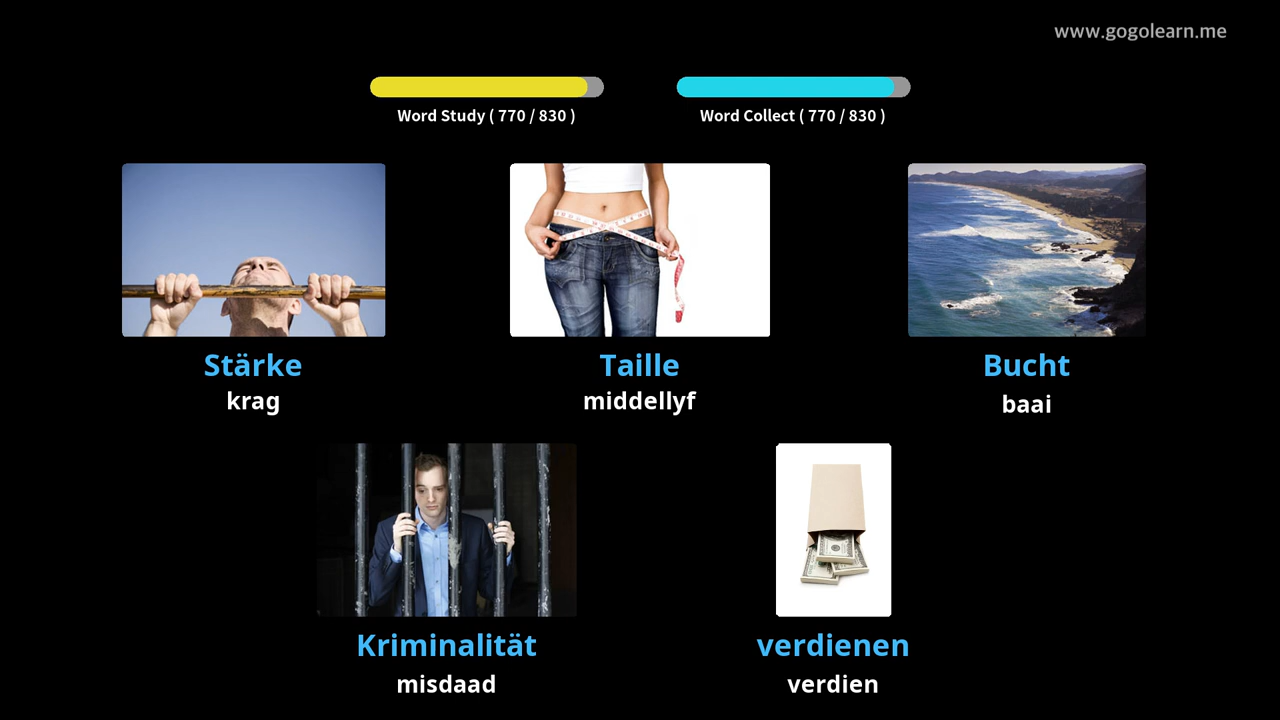 www.gogolearn.me
Word Study ( 770 / 830 )
Word Collect ( 770 / 830 )
Stärke
krag
Taille
middellyf
Bucht
baai
Kriminalität
misdaad
verdienen
verdien